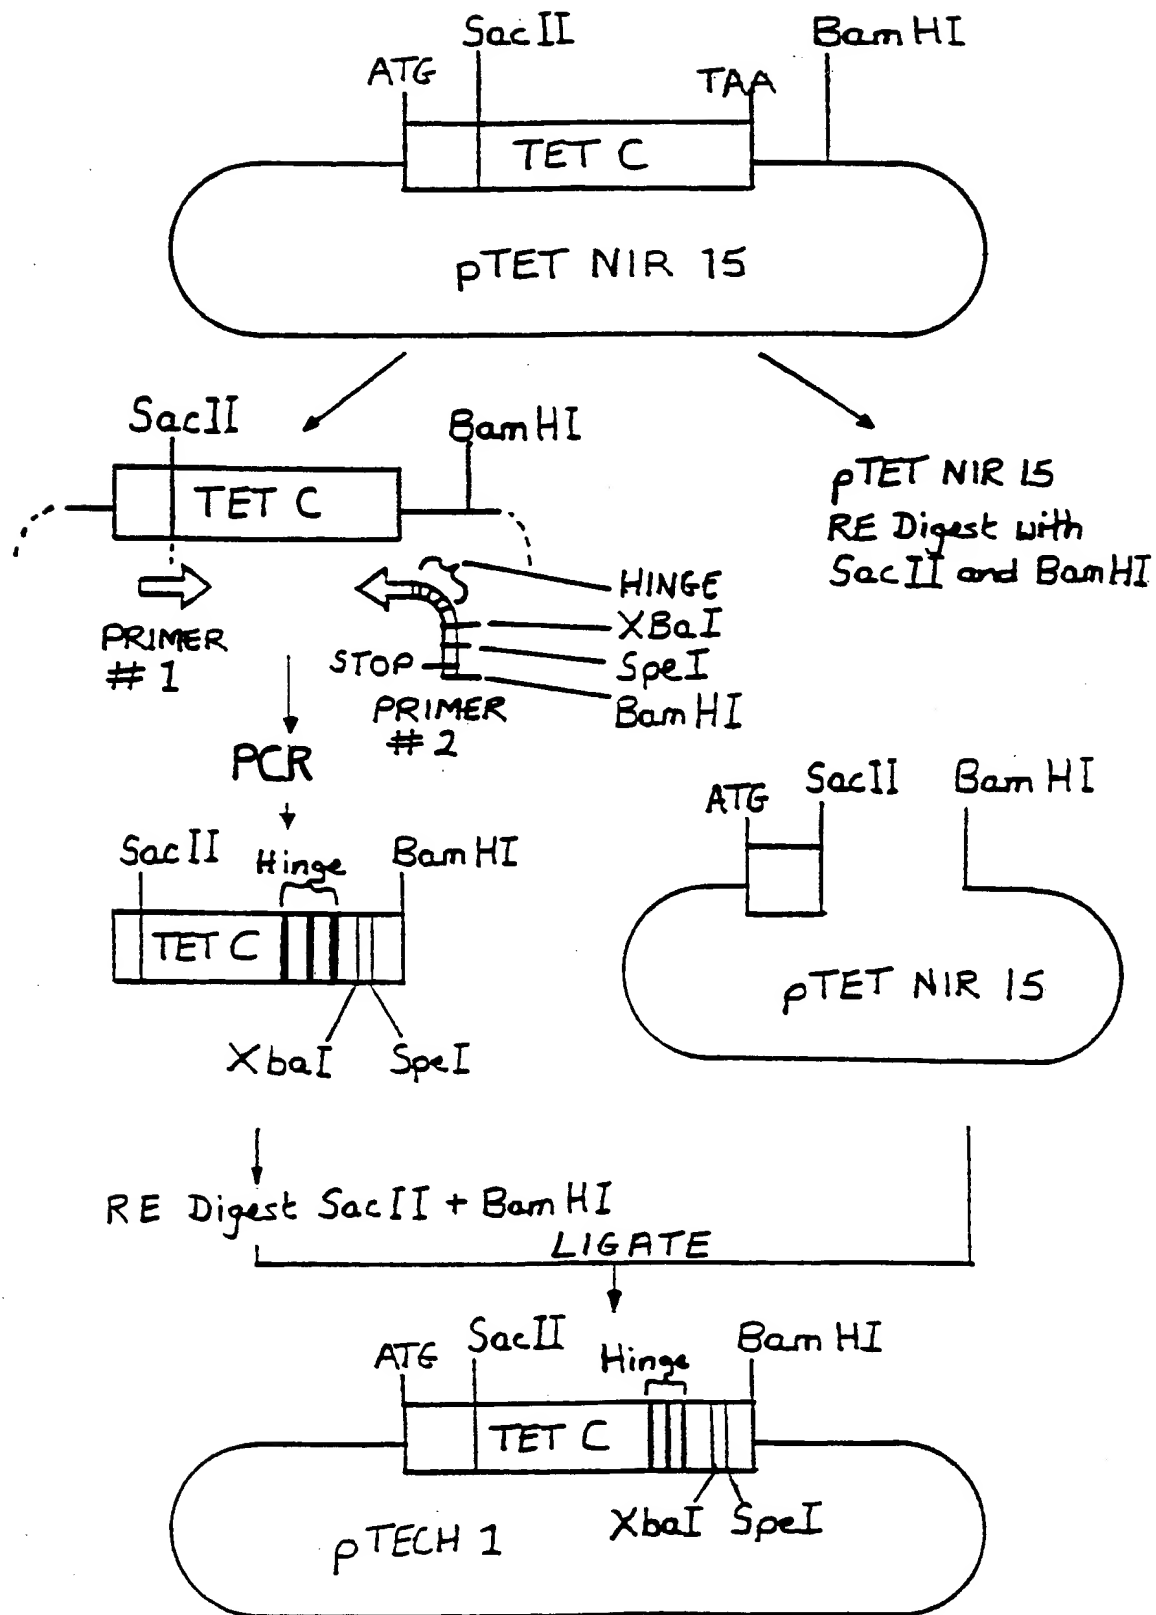 SacII
BamHI
ATG
TAA
TET C
pTET NIR 15
SacII
BamHI
TET C
pTET NIR 15
RE Digest with
SacII and BamHI
HINGE
XBaI
SpeI
BamHI
STOP
PRIMER
# 1
PRIMER
# 2
PCR
SacII
Hinge
BamHI
TET C
XbaI
SpeI
ATG
SacII
BamHI
pTET NIR 15
RE Digest SacII + BamHI
LIGATE
ATG
SacII
Hinge
BamHI
TET C
XbaI
SpeI
pTECH 1